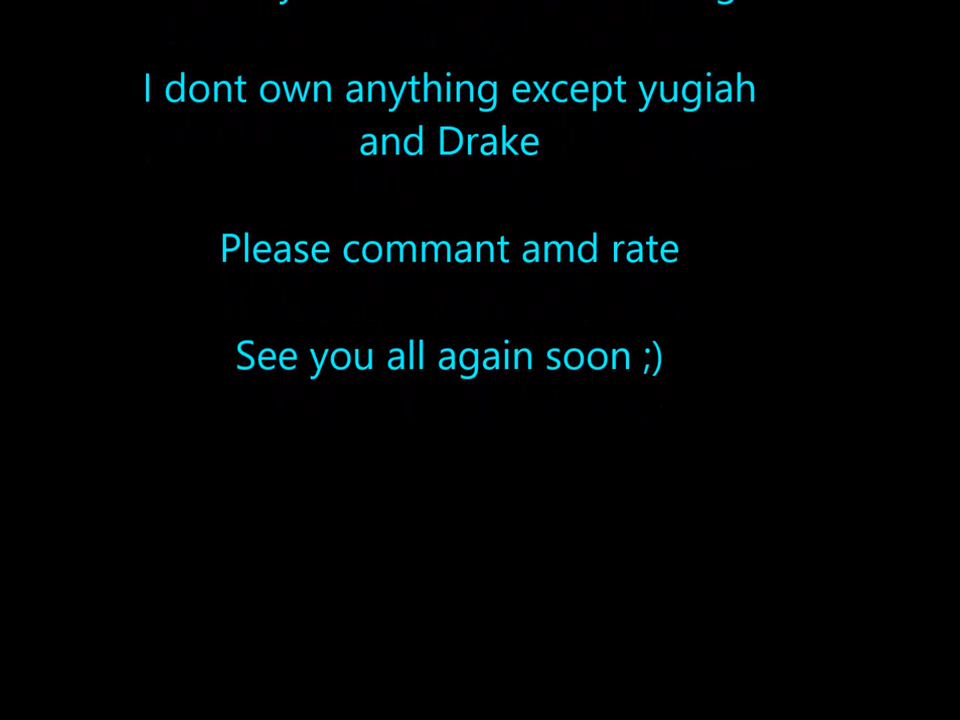 I dont own anything except yugiah
and Drake
Please commant amd rate
See you all again soon ;)